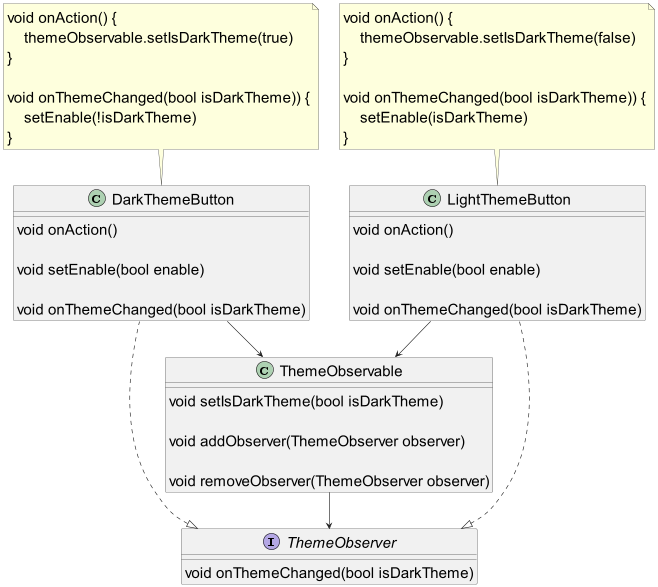 void onAction() {
themeObservable.setIsDarkTheme(true)
}
void onThemeChanged(bool isDarkTheme)) {
setEnable(!isDarkTheme)
}
void onAction() {
themeObservable.setIsDarkTheme(false)
}
void onThemeChanged(bool isDarkTheme)) {
setEnable(isDarkTheme)
}
C DarkThemeButton
void onAction()
void setEnable(bool enable)
void onThemeChanged(bool isDarkTheme)
C LightThemeButton
void onAction()
void setEnable(bool enable)
void onThemeChanged(bool isDarkTheme)
C ThemeObservable
void setIsDarkTheme(bool isDarkTheme)
void addObserver(ThemeObserver observer)
void removeObserver(ThemeObserver observer)
I ThemeObserver
void onThemeChanged(bool isDarkTheme)